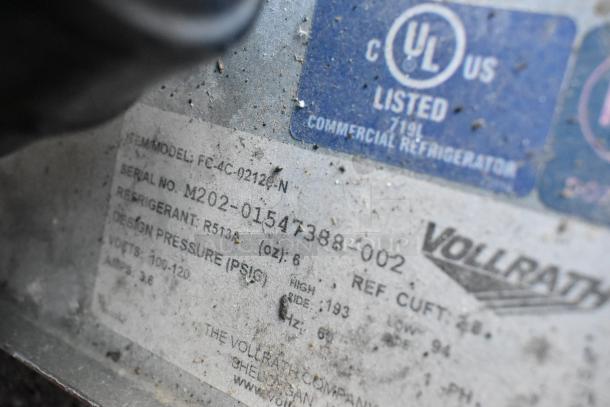 C UL US
LISTED
719L
COMMERCIAL REFRIGERATOR
ITEM MODEL: FC-4C-02120-N
SERIAL NO. M202-01547388-002
REFRIGERANT: R513A (oz): 6 REF CUFT:
DESIGN PRESSURE (PSIG) HIGH SIDE: 193 LOW 94
VOLTS: 100-120 Hz: 60 1 -PH
AMPS: 3.6
VOLLRATH
THE VOLLRATH COMPANY
SHEBOYGAN,